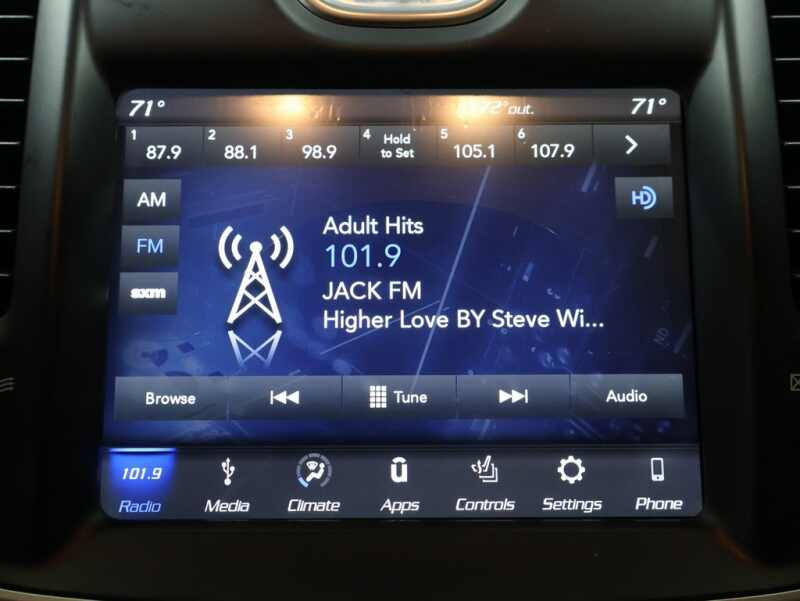 71° 72° out. 71°
1 87.9 2 88.1 3 98.9 4 Hold to Set 5 105.1 6 107.9
AM
FM
sxm
HD
Adult Hits
101.9
JACK FM
Higher Love BY Steve Wi...
Browse Tune Audio
101.9
Radio Media Climate Apps Controls Settings Phone